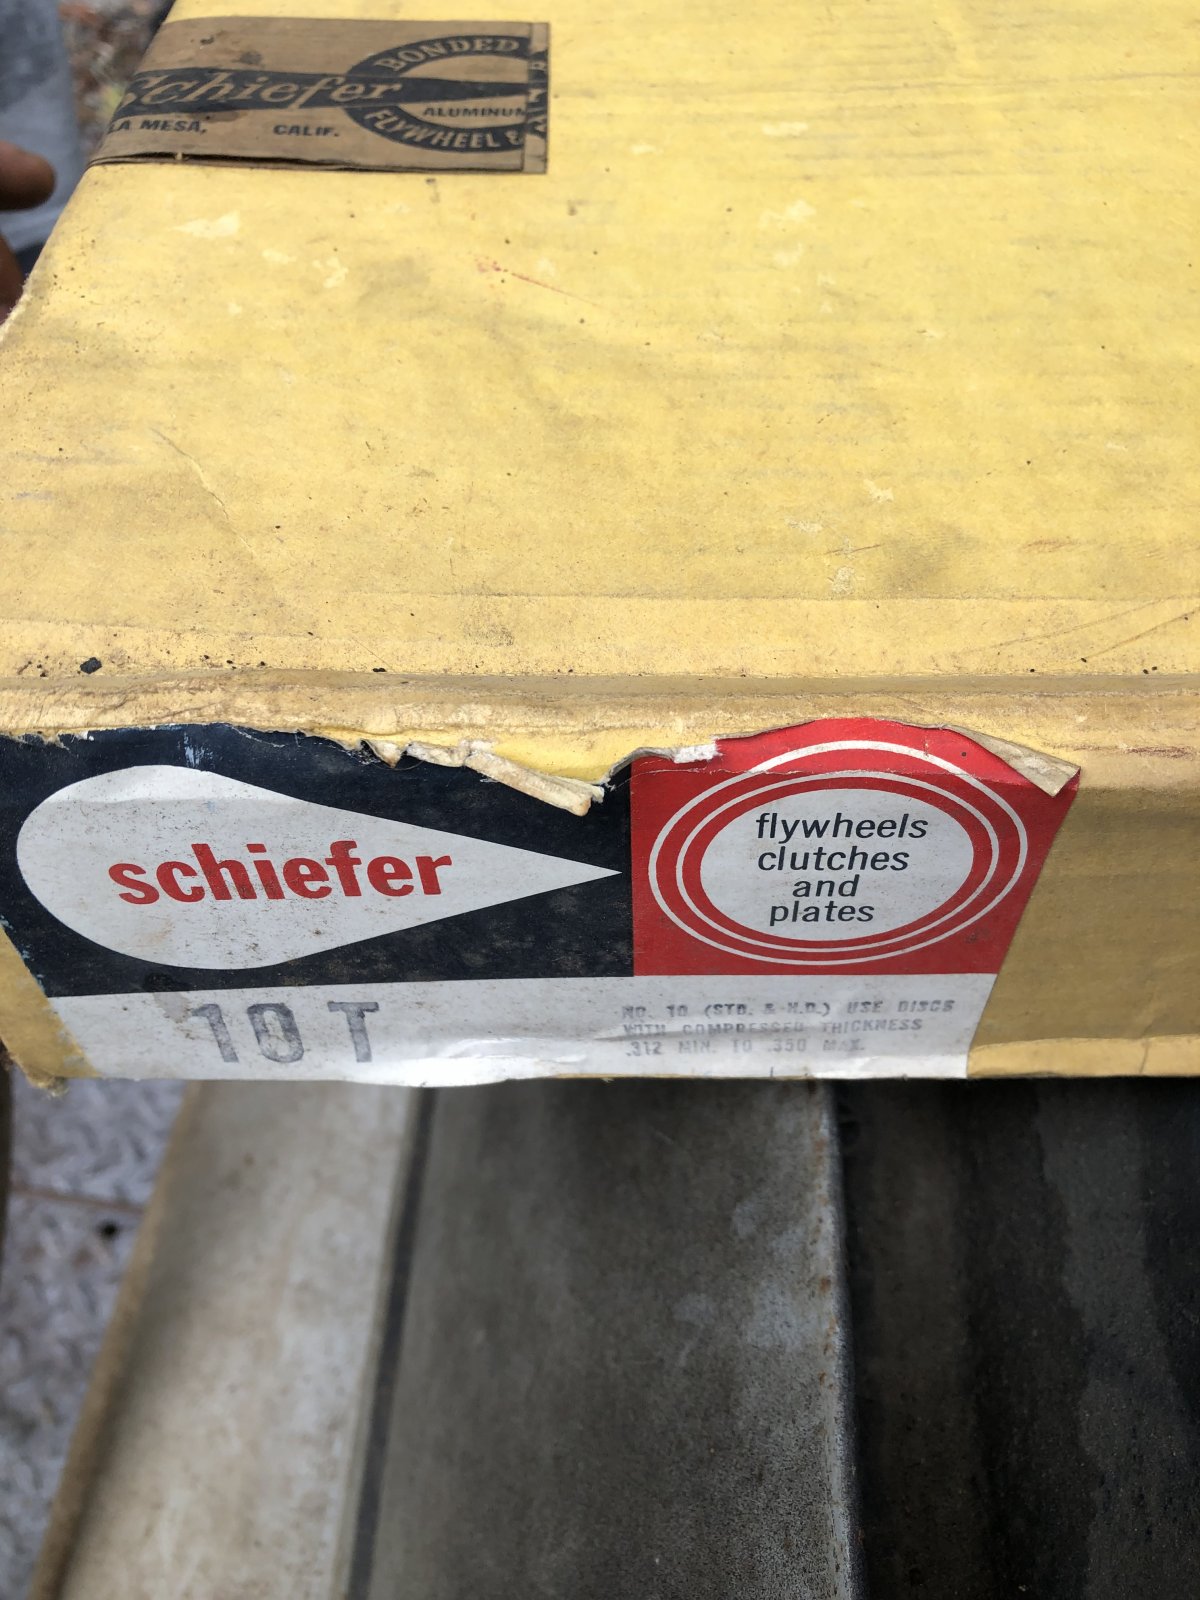 BONDED
Schiefer
ALUMINUM
LA MESA, CALIF.
FLYWHEEL &
schiefer
flywheels
clutches
and
plates
10 T
NO. 10 (STD. & H.D.) USE DISCS
WITH COMPRESSED THICKNESS
.312 MIN. TO .350 MAX.